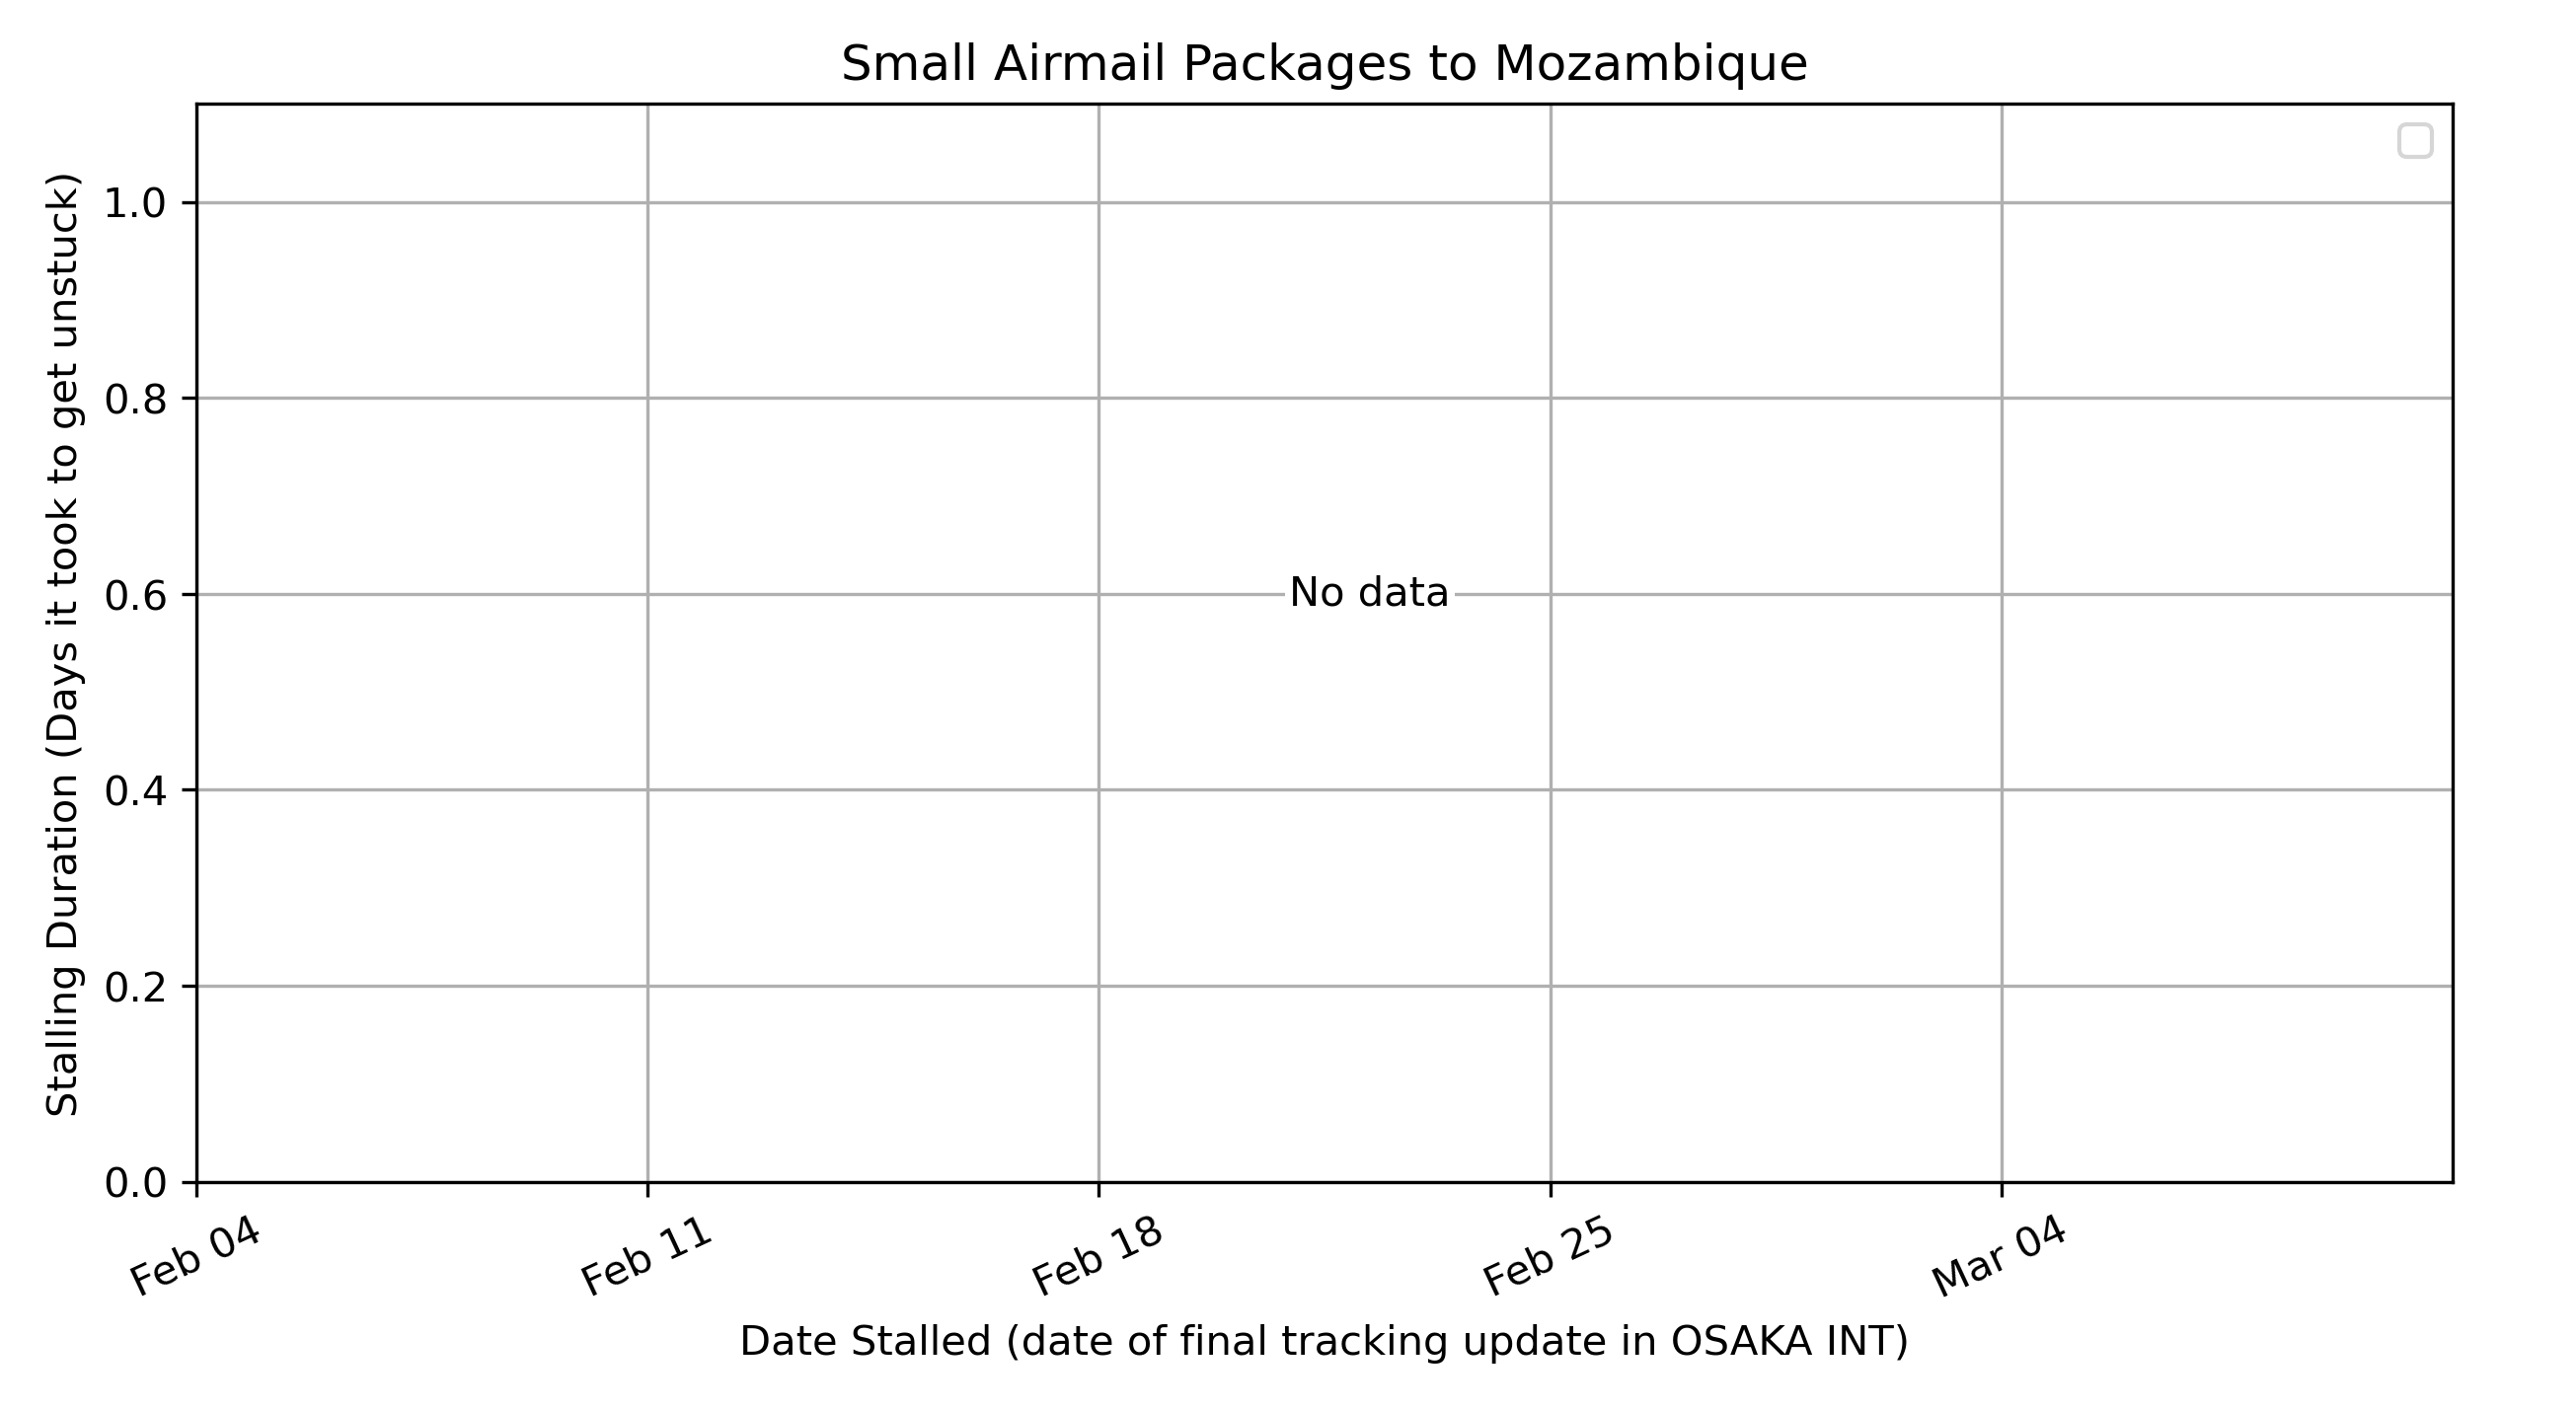 Small Airmail Packages to Mozambique
Stalling Duration (Days it took to get unstuck)
1.0
0.8
0.6
0.4
0.2
0.0
No data
Feb 04
Feb 11
Feb 18
Feb 25
Mar 04
Date Stalled (date of final tracking update in OSAKA INT)